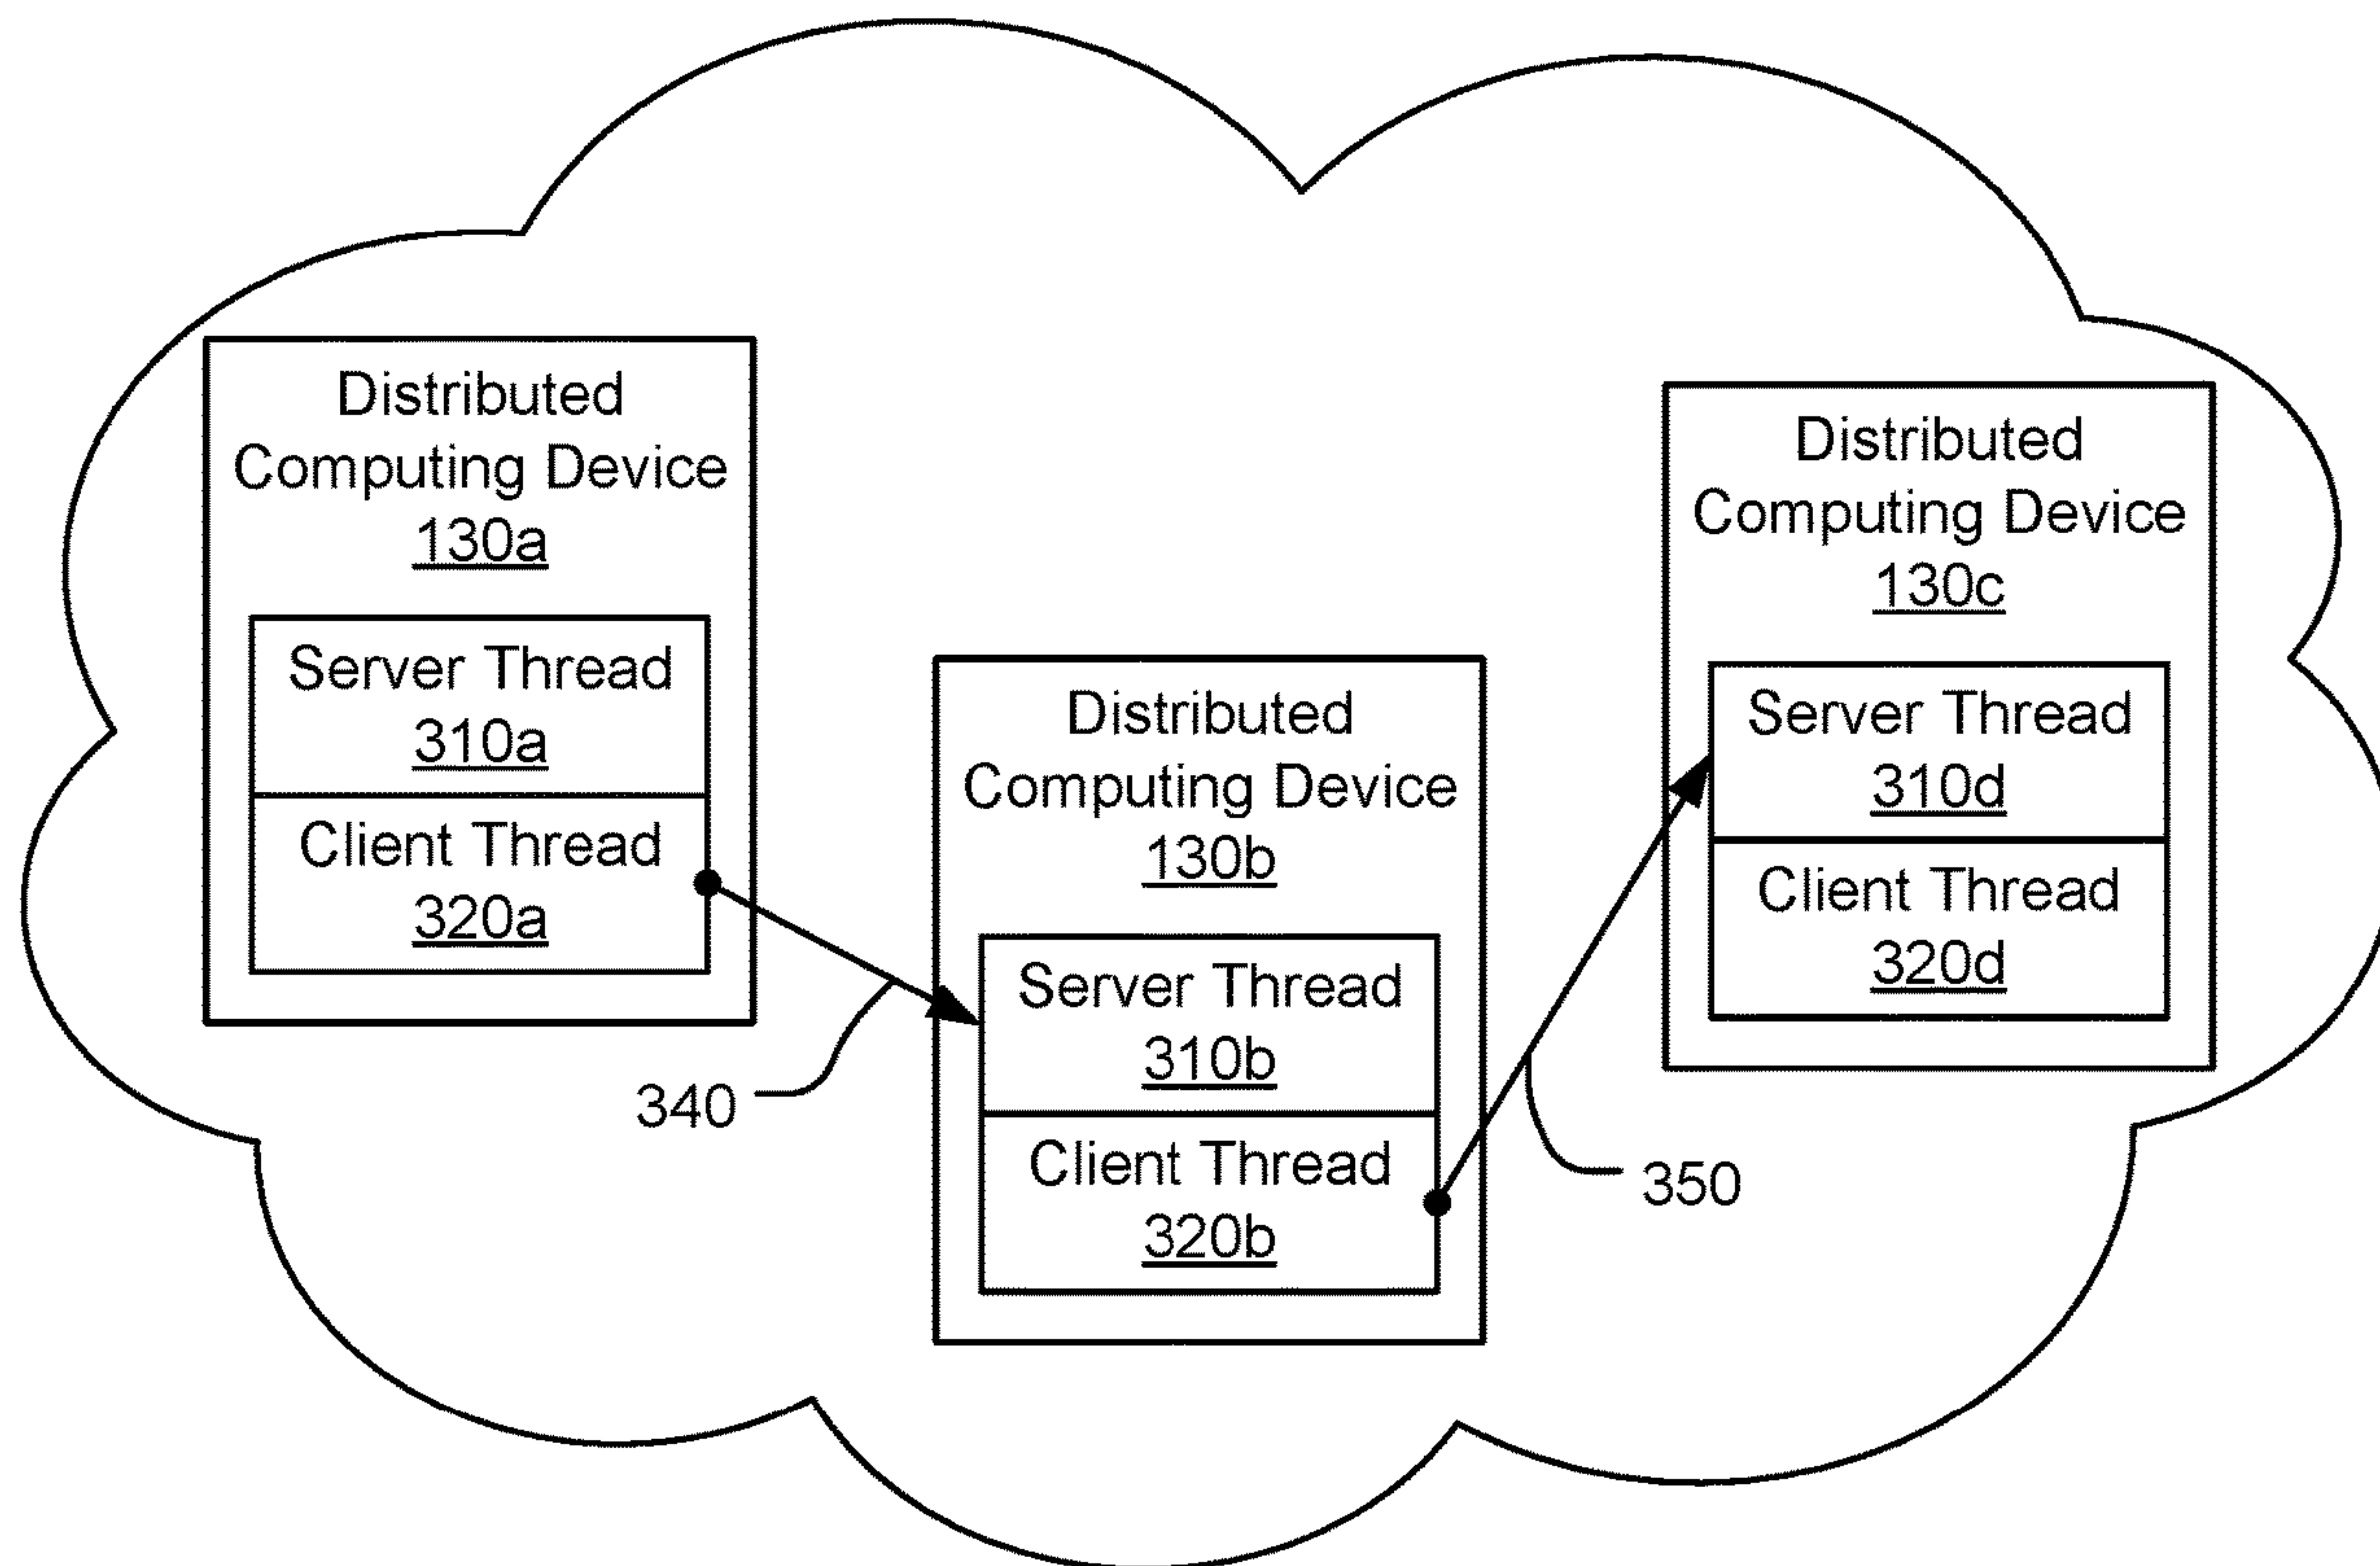 Distributed
Computing Device
130a
Server Thread
310a
Client Thread
320a
340
Distributed
Computing Device
130b
Server Thread
310b
Client Thread
320b
350
Distributed
Computing Device
130c
Server Thread
310d
Client Thread
320d